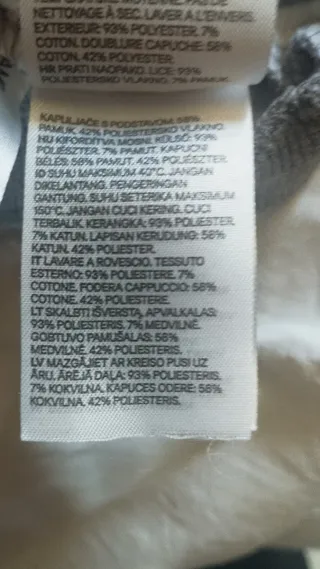 NETTOYAGE À SEC. LAVER A L'ENVERS.
EXTERIEUR: 93% POLYESTER. 7%
COTON. DOUBLURE CAPUCHE: 58%
COTON. 42% POLYESTER.
HR PRATI NAOPAKO. LICE: 93%
POLIESTERSKO VLAKNO. 7% PAMUK.
KAPULJAČE S PODSTAVOM: 58%
PAMUK. 42% POLIESTERSKO VLAKNO.
HU KIFORDÍTVA MOSNI. KÜLSŐ: 93%
POLIÉSZTER. 7% PAMUT. KAPUCNI
BÉLÉS: 58% PAMUT. 42% POLIÉSZTER.
ID SUHU MAKSIMUM 40°C. JANGAN
DIKELANTANG. PENGERINGAN
GANTUNG. SUHU SETERIKA MAKSIMUM
150°C. JANGAN CUCI KERING. CUCI
TERBALIK. KERANGKA: 93% POLIESTER.
7% KATUN. LAPISAN KERUDUNG: 58%
KATUN. 42% POLIESTER.
IT LAVARE A ROVESCIO. TESSUTO
ESTERNO: 93% POLIESTERE. 7%
COTONE. FODERA CAPPUCCIO: 58%
COTONE. 42% POLIESTERE.
LT SKALBTI IŠVERSTĄ. APVALKALAS:
93% POLIESTERIS. 7% MEDVILNĖ.
GOBTUVO PAMUŠALAS: 58%
MEDVILNĖ. 42% POLIESTERIS.
LV MAZGĀJIET AR KREISO PUSI UZ
ĀRU. ĀRĒJĀ DAĻA: 93% POLIESTERIS.
7% KOKVILNA. KAPUCES ODERE: 58%
KOKVILNA. 42% POLIESTERIS.